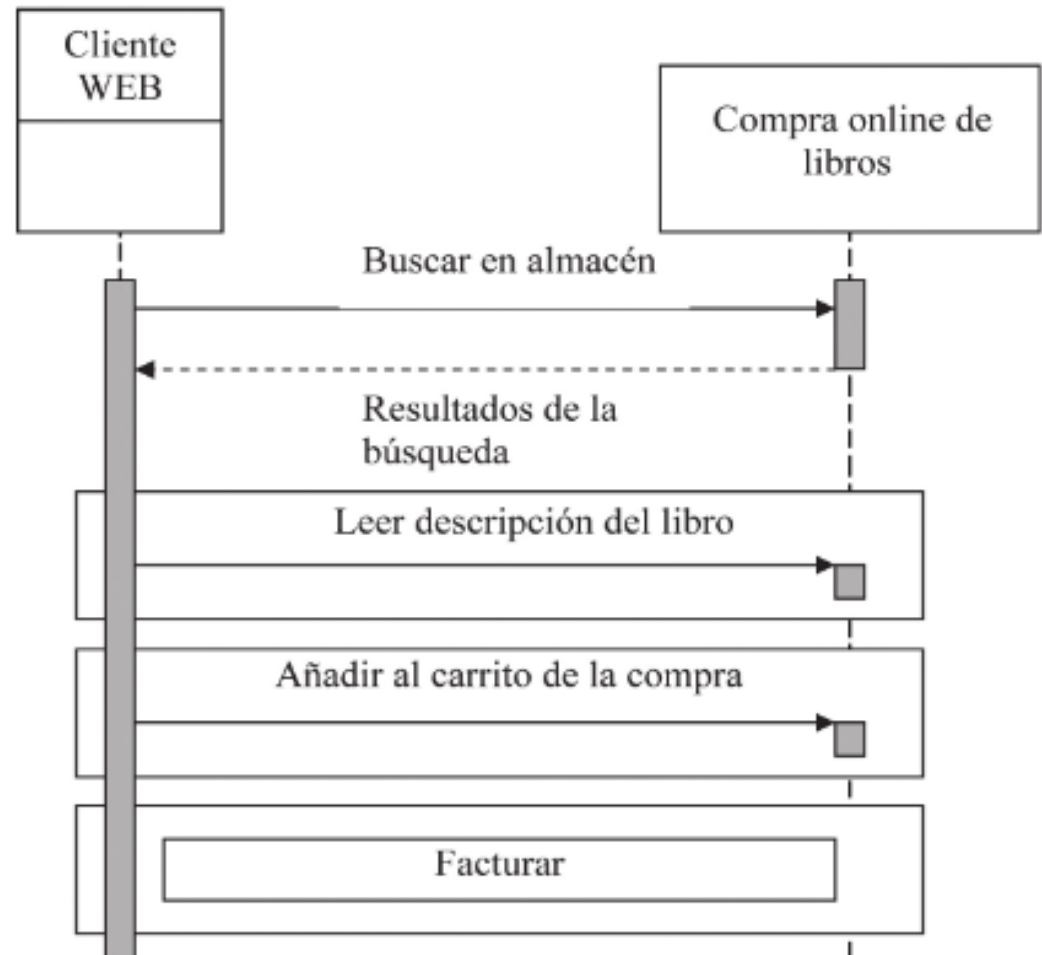 Cliente
WEB
Compra online de
libros
Buscar en almacén
Resultados de la
búsqueda
Leer descripción del libro
Añadir al carrito de la compra
Facturar